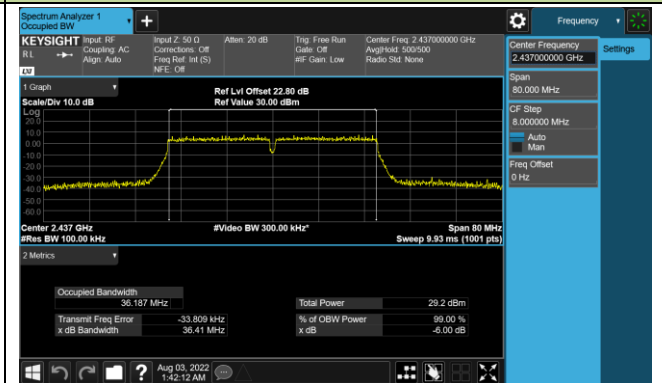 Spectrum Analyzer 1
Occupied BW
Frequency
KEYSIGHT
RL
LXI
Input: RF
Coupling: AC
Align: Auto
Input Z: 50 Ω
Corrections: Off
Freq Ref: Int (S)
NFE: Off
Atten: 20 dB
Trig: Free Run
Gate: Off
#IF Gain: Low
Center Freq: 2.437000000 GHz
Avg|Hold: 500/500
Radio Std: None
Center Frequency
2.437000000 GHz
Settings
Span
80.000 MHz
CF Step
8.000000 MHz
Auto
Man
Freq Offset
0 Hz
1 Graph
Scale/Div 10.0 dB
Ref Lvl Offset 22.80 dB
Ref Value 30.00 dBm
Log
20.0
10.0
0.00
-10.0
-20.0
-30.0
-40.0
-50.0
-60.0
Center 2.437 GHz
#Res BW 100.00 kHz
#Video BW 300.00 kHz*
Span 80 MHz
Sweep 9.93 ms (1001 pts)
2 Metrics
Occupied Bandwidth
36.187 MHz
Total Power 29.2 dBm
Transmit Freq Error -33.809 kHz
% of OBW Power 99.00 %
x dB Bandwidth 36.41 MHz
x dB -6.00 dB
?
Aug 03, 2022
1:42:12 AM